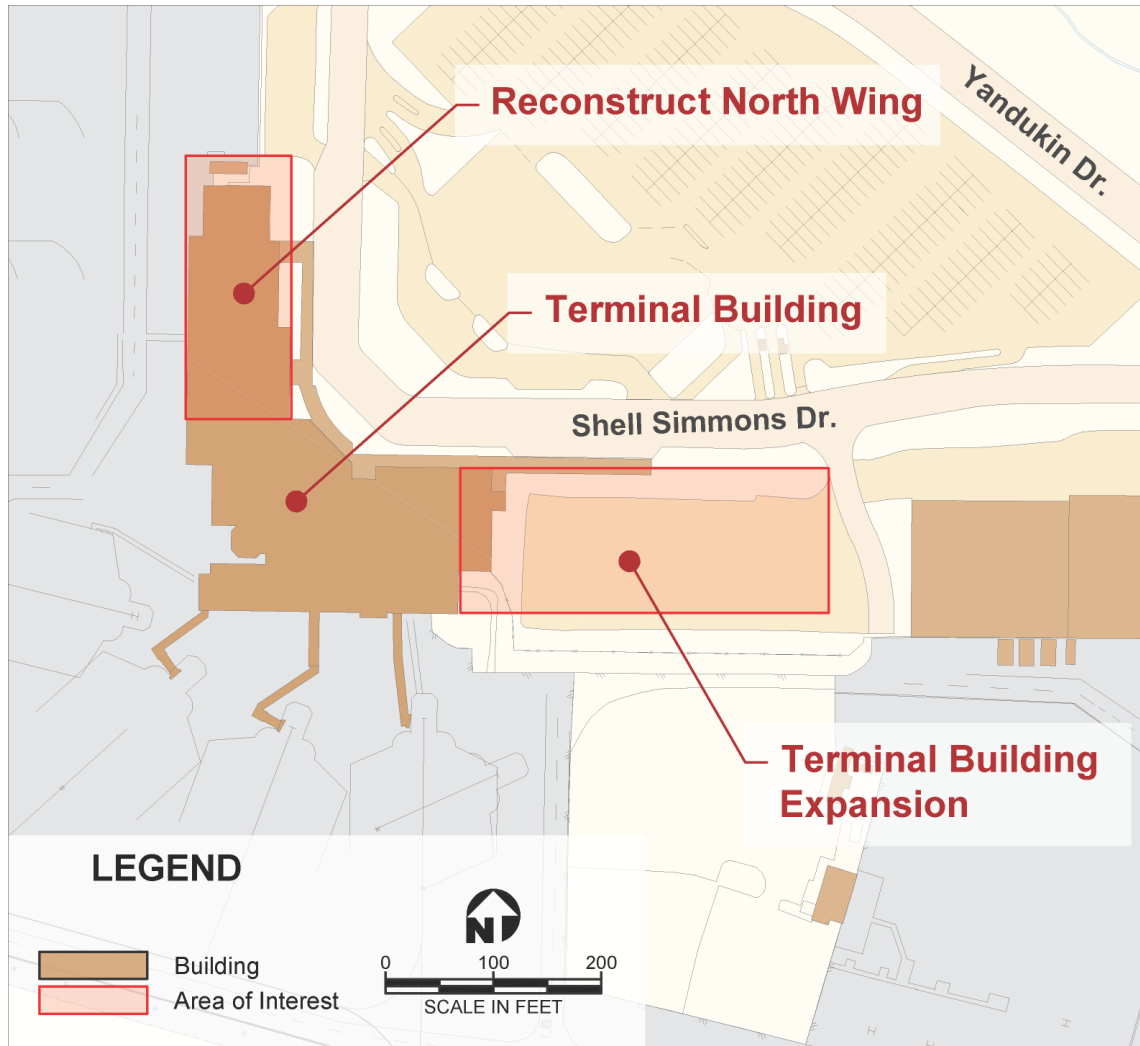 Reconstruct North Wing
Yandukin Dr.
Terminal Building
Shell Simmons Dr.
Terminal Building
Expansion
LEGEND
Building
Area of Interest
N
0 100 200
SCALE IN FEET